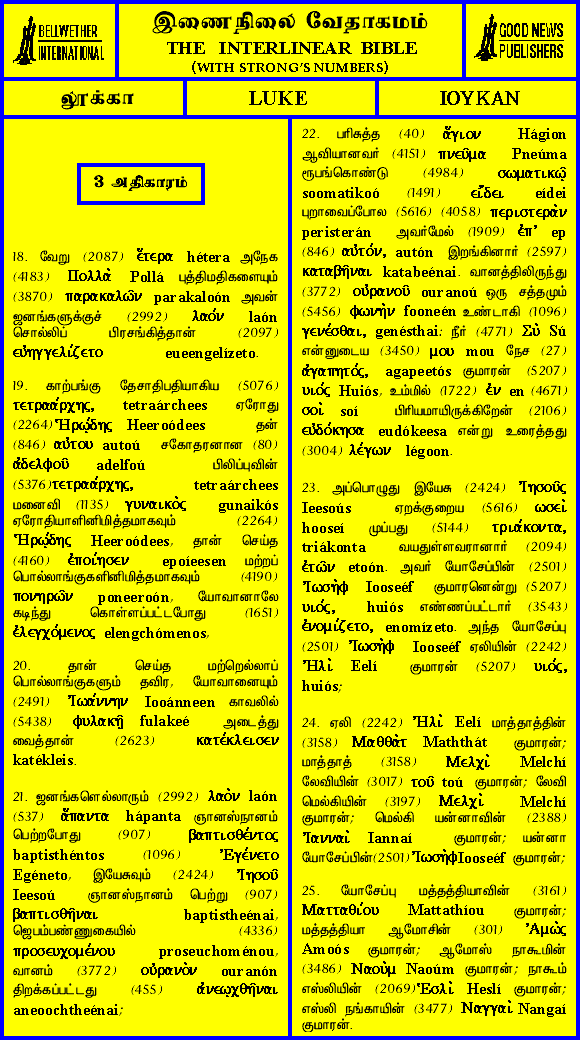 BELLWETHER
INTERNATIONAL
இணைநிலை வேதாகமம்
THE INTERLINEAR BIBLE
(WITH STRONG'S NUMBERS)
GOOD NEWS
PUBLISHERS
லூக்கா
LUKE
ΙΟΥΚΑΝ
3 அதிகாரம்
18. வேறு (2087) ἕτερα hétera அநேக
(4183) Πολλὰ Pollá புத்திமதிகளையும்
(3870) παρακαλῶν parakaloón அவன்
ஜனங்களுக்குச் (2992) λαόν laón
சொல்லிப் பிரசங்கித்தான் (2097)
εὐηγγελίζετο eueengelízeto.
19. காற்பங்கு தேசாதிபதியாகிய (5076)
τετραάρχης, tetraárchees ஏரோது
(2264) Ἡρῴδης Heeroódees தன்
(846) αὐτου autoú சகோதரனான (80)
ἀδελφοῦ adelfoú பிலிப்புவின்
(5376)τετραάρχης, tetraárchees
மனைவி (1135) γυναικὸς gunaikós
ஏரோதியாளினிமித்தமாகவும் (2264)
Ἡρῴδης Heeroódees, தான் செய்த
(4160) ἐποίησεν epoíeesen மற்றப்
பொல்லாங்குகளினிமித்தமாகவும் (4190)
πονηρῶν poneeroón, யோவானாலே
கடிந்து கொள்ளப்பட்டபோது (1651)
ἐλεγχόμενος elengchómenos,
20. தான் செய்த மற்றெல்லாப்
பொல்லாங்குகளும் தவிர, யோவானையும்
(2491) Ἰωάννην Iooánneen காவலில்
(5438) φυλακῇ fulakeé அடைத்து
வைத்தான் (2623) κατέκλεισεν
katékleis.
21. ஜனங்களெல்லாரும் (2992) λαὸν laón
(537) ἅπαντα hápanta ஞானஸ்நானம்
பெற்றபோது (907) βαπτισθέντος
baptisthéntos (1096) Ἐγένετο
Egéneto, இயேசுவும் (2424) Ἰησοῦ
Ieesoú ஞானஸ்நானம் பெற்று (907)
βαπτισθῆναι baptistheénai,
ஜெபம்பண்ணுகையில் (4336)
προσευχομένου proseuchoménou,
வானம் (3772) οὐρανὸν ouranón
திறக்கப்பட்டது (455) ἀνεῳχθῆναι
aneoochtheénai;
22. பரிசுத்த (40) ἅγιον Hágion
ஆவியானவர் (4151) πνεῦμα Pneúma
ரூபங்கொண்டு (4984) σωματικῷ
soomatikoó (1491) εἴδει eídei
புறாவைப்போல (5616) (4058) περιστερὰν
peristerán அவர்மேல் (1909) ἐπ' ep
(846) αὐτόν, autón இறங்கினார் (2597)
καταβῆναι katabeénai. வானத்திலிருந்து
(3772) οὐρανοῦ ouranoú ஒரு சத்தமும்
(5456) φωνὴν fooneén உண்டாகி (1096)
γενέσθαι, genésthai: நீர் (4771) Σὺ Sú
என்னுடைய (3450) μου mou நேச (27)
ἀγαπητός, agapeetós குமாரன் (5207)
υιός Huiós, உம்மில் (1722) ἐν en (4671)
σοὶ soí பிரியமாயிருக்கிறேன் (2106)
εὐδόκησα eudókeesa என்று உரைத்தது
(3004) λέγων légoon.
23. அப்பொழுது இயேசு (2424) Ἰησοῦς
Ieesoús ஏறக்குறைய (5616) ωσεὶ
hooseí முப்பது (5144) τριάκοντα,
triákonta வயதுள்ளவரானார் (2094)
ἐτῶν etoón. அவர் யோசேப்பின் (2501)
Ἰωσὴφ Iooseéf குமாரனென்று (5207)
υιός, huiós எண்ணப்பட்டார் (3543)
ἐνομίζετο, enomízeto. அந்த யோசேப்பு
(2501) Ἰωσὴφ Iooseéf ஏலியின் (2242)
Ἠλὶ Eelí குமாரன் (5207) υιός,
huiós;
24. ஏலி (2242) Ἠλὶ Eelí மாத்தாத்தின்
(3158) Μαθθὰτ Maththát குமாரன்;
மாத்தாத் (3158) Μελχὶ Melchí
லேவியின் (3017) τοῦ toú குமாரன்; லேவி
மெல்கியின் (3197) Μελχὶ Melchí
குமாரன்; மெல்கி யன்னாவின் (2388)
Ἰανναὶ Iannaí குமாரன்; யன்னா
யோசேப்பின்(2501)ἸωσὴφIooseéf குமாரன்;
25. யோசேப்பு மத்தத்தியாவின் (3161)
Ματταθίου Mattathíou குமாரன்;
மத்தத்தியா ஆமோசின் (301) Ἀμὼς
Amoós குமாரன்; ஆமோஸ் நாகூமின்
(3486) Ναοὺμ Naoúm குமாரன்; நாகூம்
எஸ்லியின் (2069)Ἐσλὶ Heslí குமாரன்;
எஸ்லி நங்காயின் (3477) Ναγγαὶ Nangaí
குமாரன்.